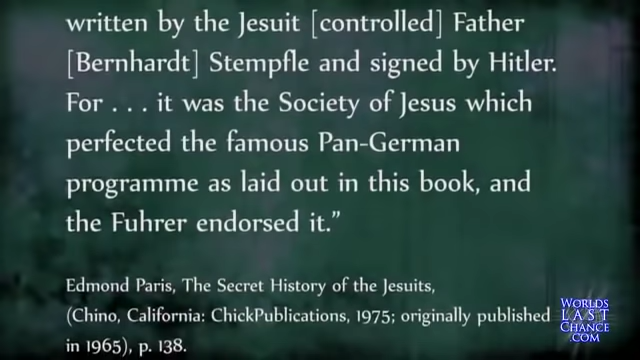 written by the Jesuit [controlled] Father
[Bernhardt] Stempfle and signed by Hitler.
For . . . it was the Society of Jesus which
perfected the famous Pan-German
programme as laid out in this book, and
the Fuhrer endorsed it.”
Edmond Paris, The Secret History of the Jesuits,
(Chino, California: ChickPublications, 1975; originally published
in 1965), p. 138.
WORLDS
LAST
CHANCE
.COM